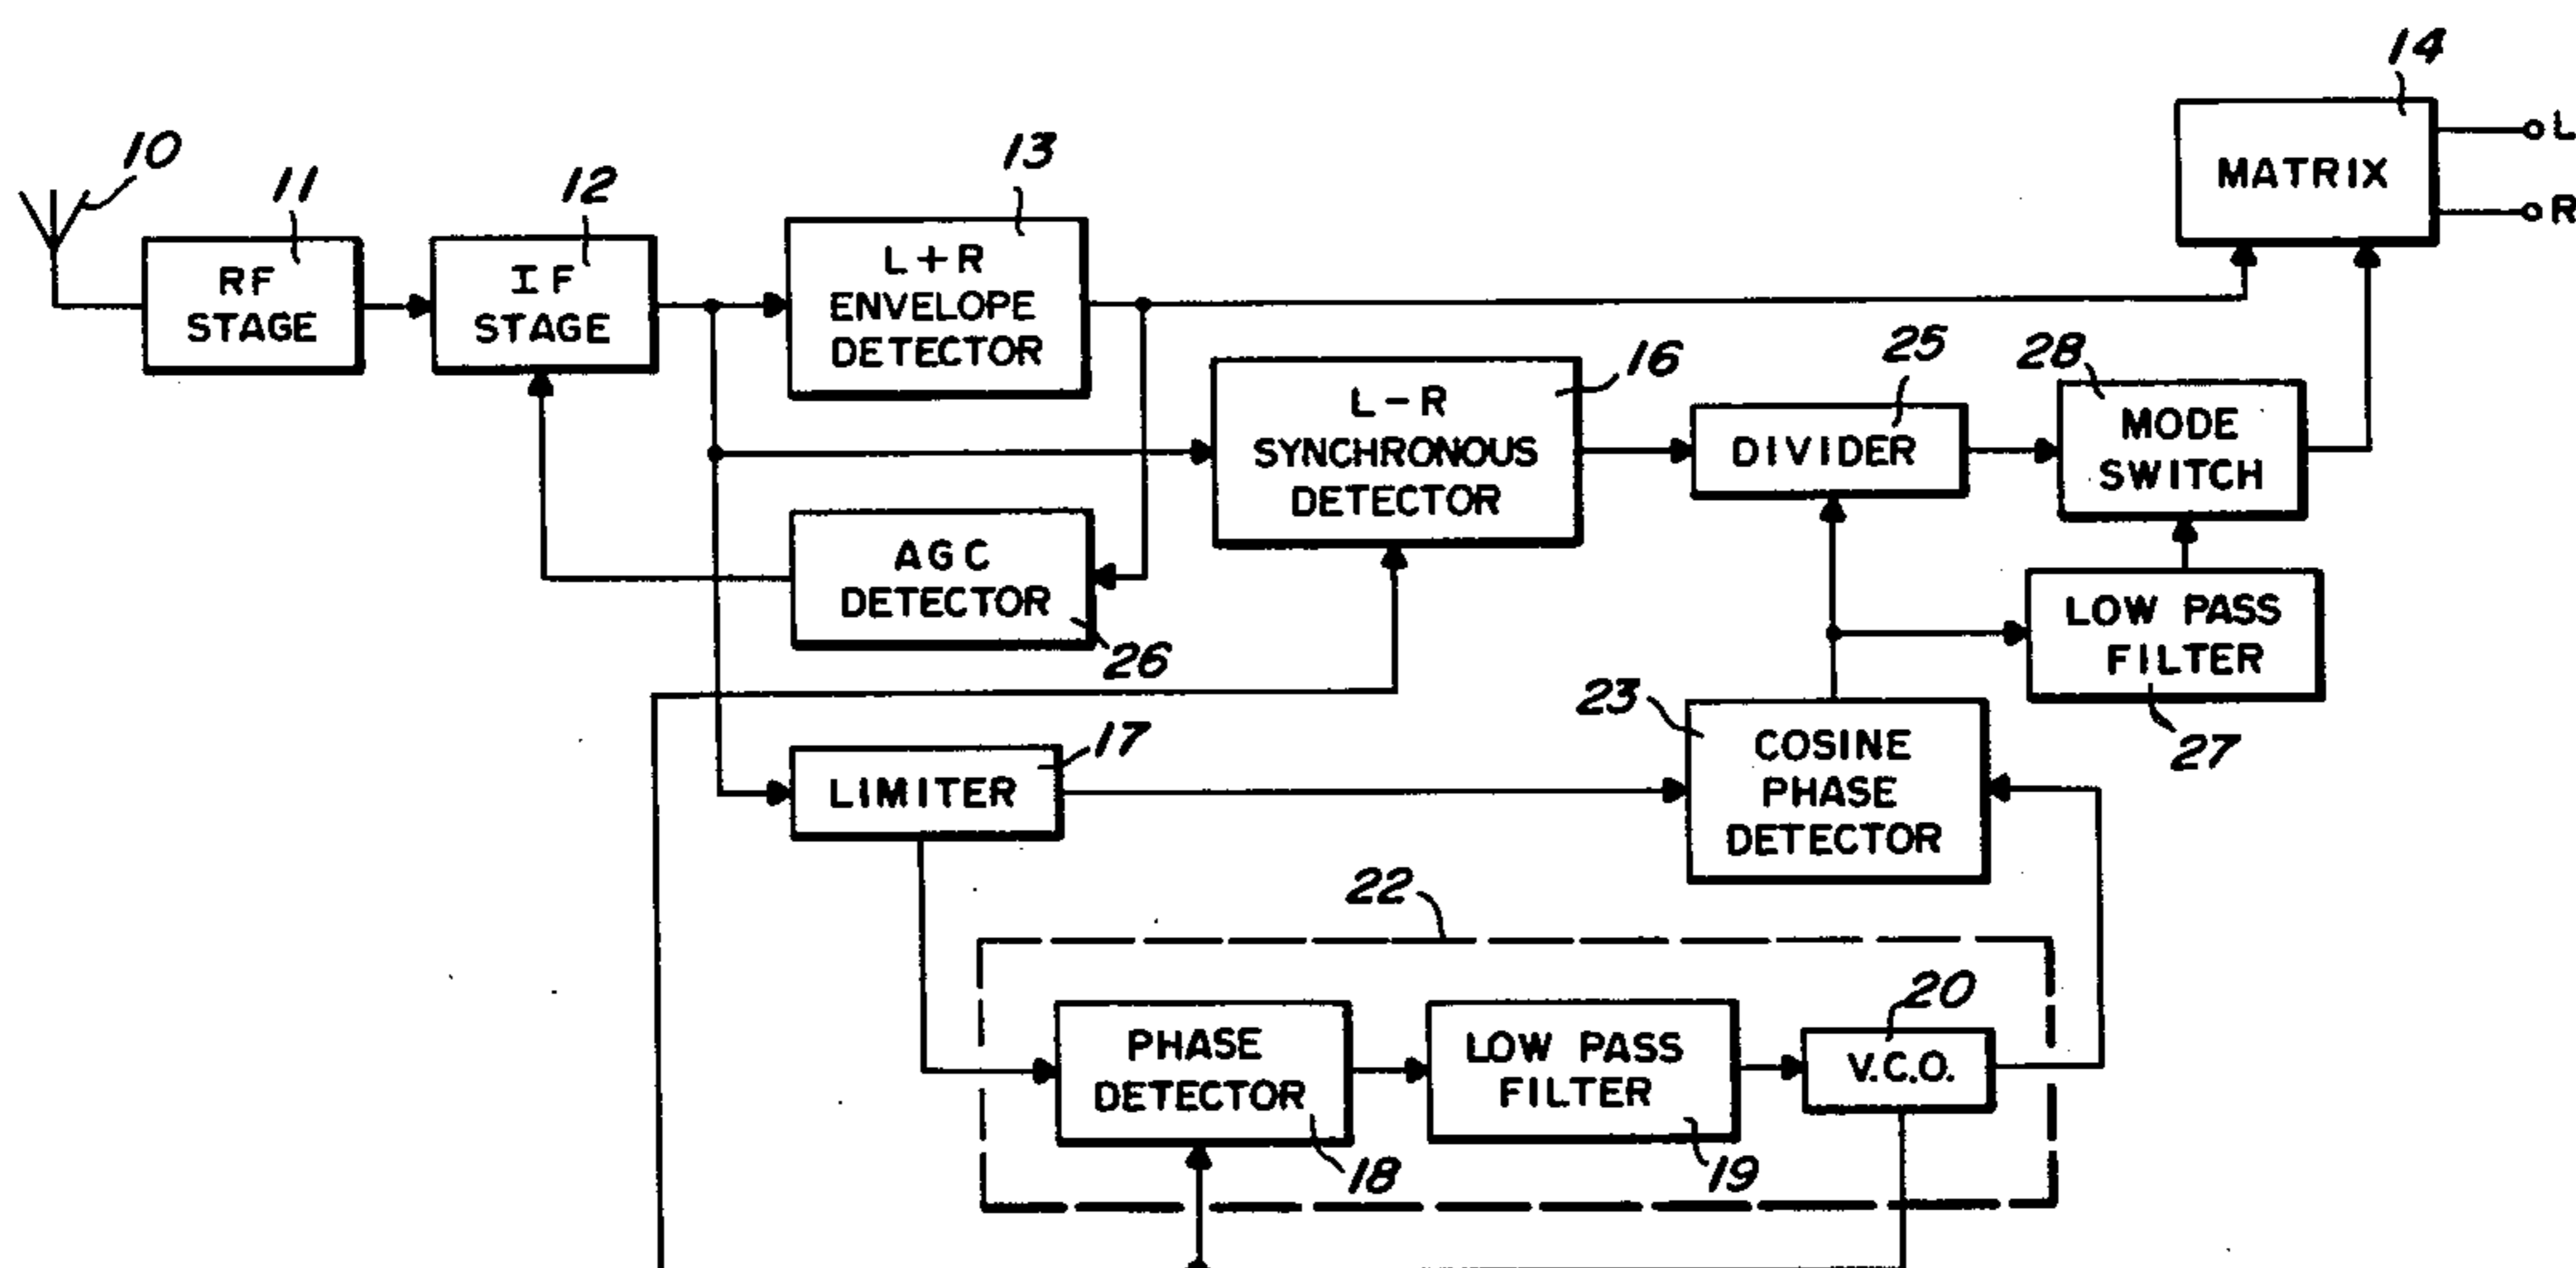 14
L
MATRIX
R
10
11
12
13
RF
STAGE
IF
STAGE
L+R
ENVELOPE
DETECTOR
16
25
28
L-R
SYNCHRONOUS
DETECTOR
DIVIDER
MODE
SWITCH
AGC
DETECTOR
26
LOW PASS
FILTER
27
23
17
LIMITER
COSINE
PHASE
DETECTOR
22
20
PHASE
DETECTOR
18
LOW PASS
FILTER
19
V.C.O.